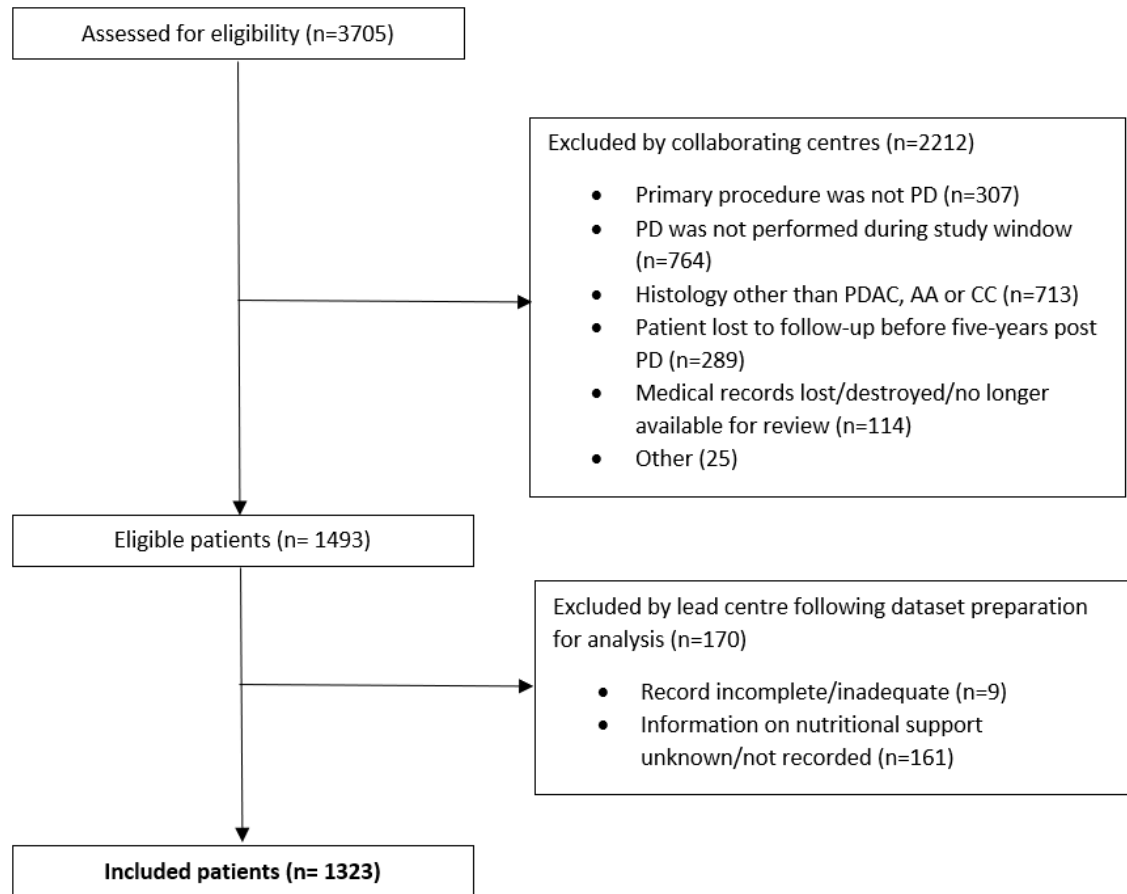 Assessed for eligibility (n=3705)
Excluded by collaborating centres (n=2212)
• Primary procedure was not PD (n=307)
• PD was not performed during study window
(n=764)
• Histology other than PDAC, AA or CC (n=713)
• Patient lost to follow-up before five-years post
PD (n=289)
• Medical records lost/destroyed/no longer
available for review (n=114)
• Other (25)
Eligible patients (n= 1493)
Excluded by lead centre following dataset preparation
for analysis (n=170)
• Record incomplete/inadequate (n=9)
• Information on nutritional support
unknown/not recorded (n=161)
Included patients (n= 1323)